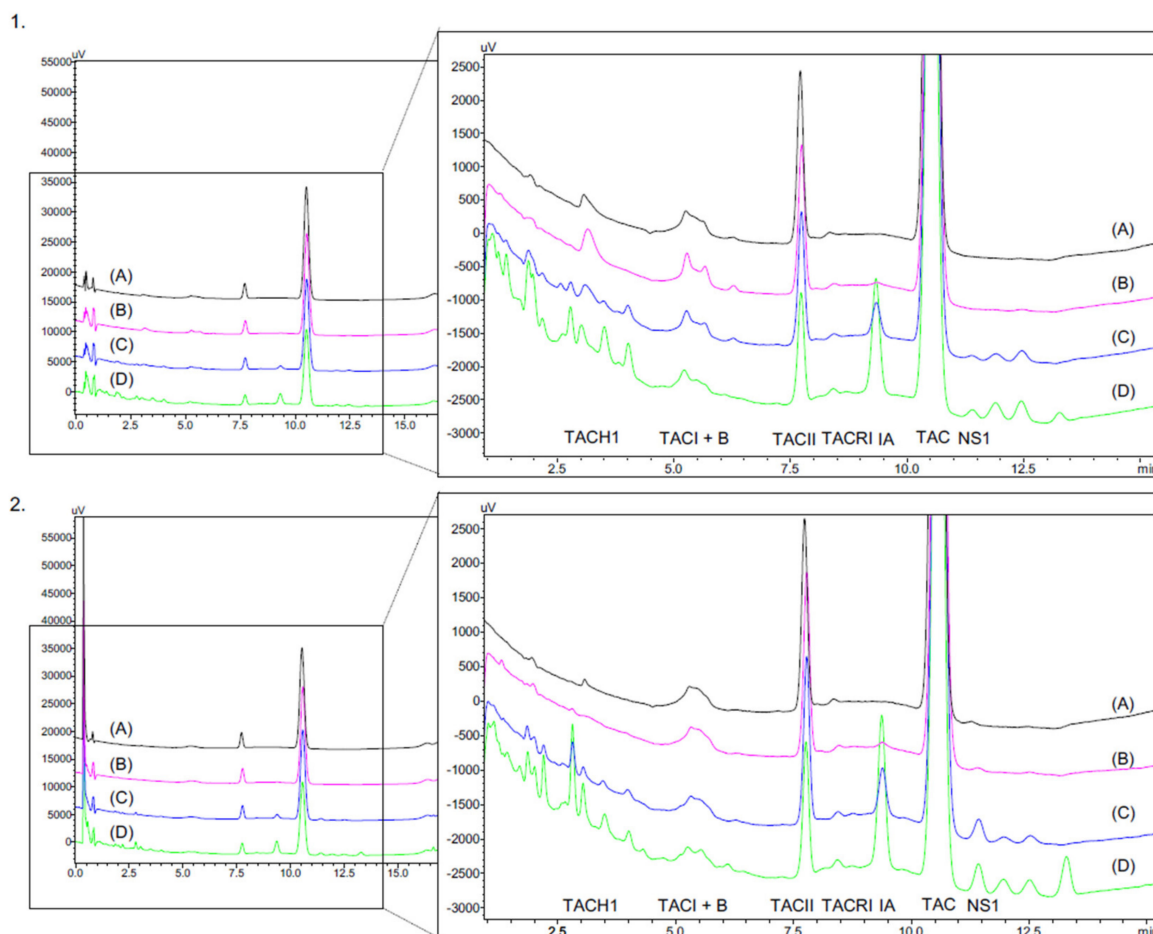 1.
uV
55000
50000
45000
40000
35000
30000
25000
20000
15000
10000
5000
0
(A)
(B)
(C)
(D)
0.0 2.5 5.0 7.5 10.0 12.5 15.0
uV
2500
2000
1500
1000
500
0
-500
-1000
-1500
-2000
-2500
-3000
(A)
(B)
(C)
(D)
TACH1 TACI + B TACII TACRI IA TAC NS1
2.5 5.0 7.5 10.0 12.5 min
2.
uV
55000
50000
45000
40000
35000
30000
25000
20000
15000
10000
5000
0
(A)
(B)
(C)
(D)
0.0 2.5 5.0 7.5 10.0 12.5 15.0
uV
2500
2000
1500
1000
500
0
-500
-1000
-1500
-2000
-2500
-3000
(A)
(B)
(C)
(D)
TACH1 TACI + B TACII TACRI IA TAC NS1
2.5 5.0 7.5 10.0 12.5 min